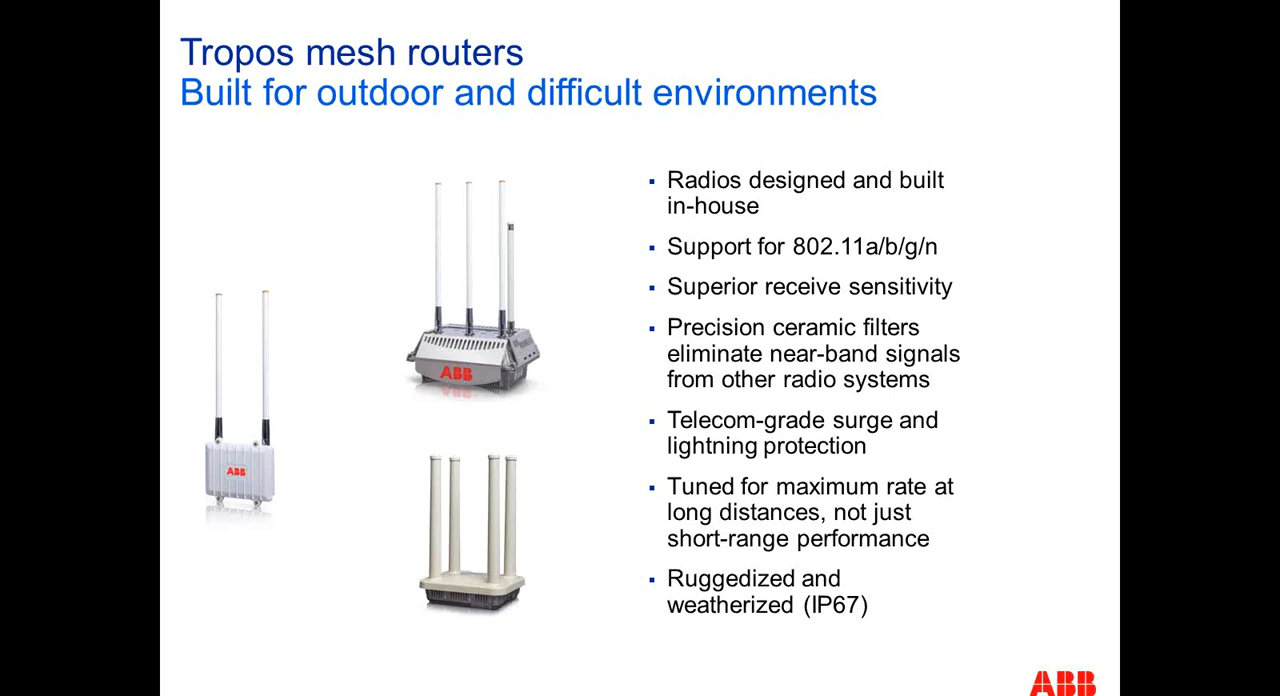 Tropos mesh routers
Built for outdoor and difficult environments
Radios designed and built
in-house
Support for 802.11a/b/g/n
Superior receive sensitivity
Precision ceramic filters
eliminate near-band signals
from other radio systems
Telecom-grade surge and
lightning protection
Tuned for maximum rate at
long distances, not just
short-range performance
Ruggedized and
weatherized (IP67)
ABB
ABB
ABB